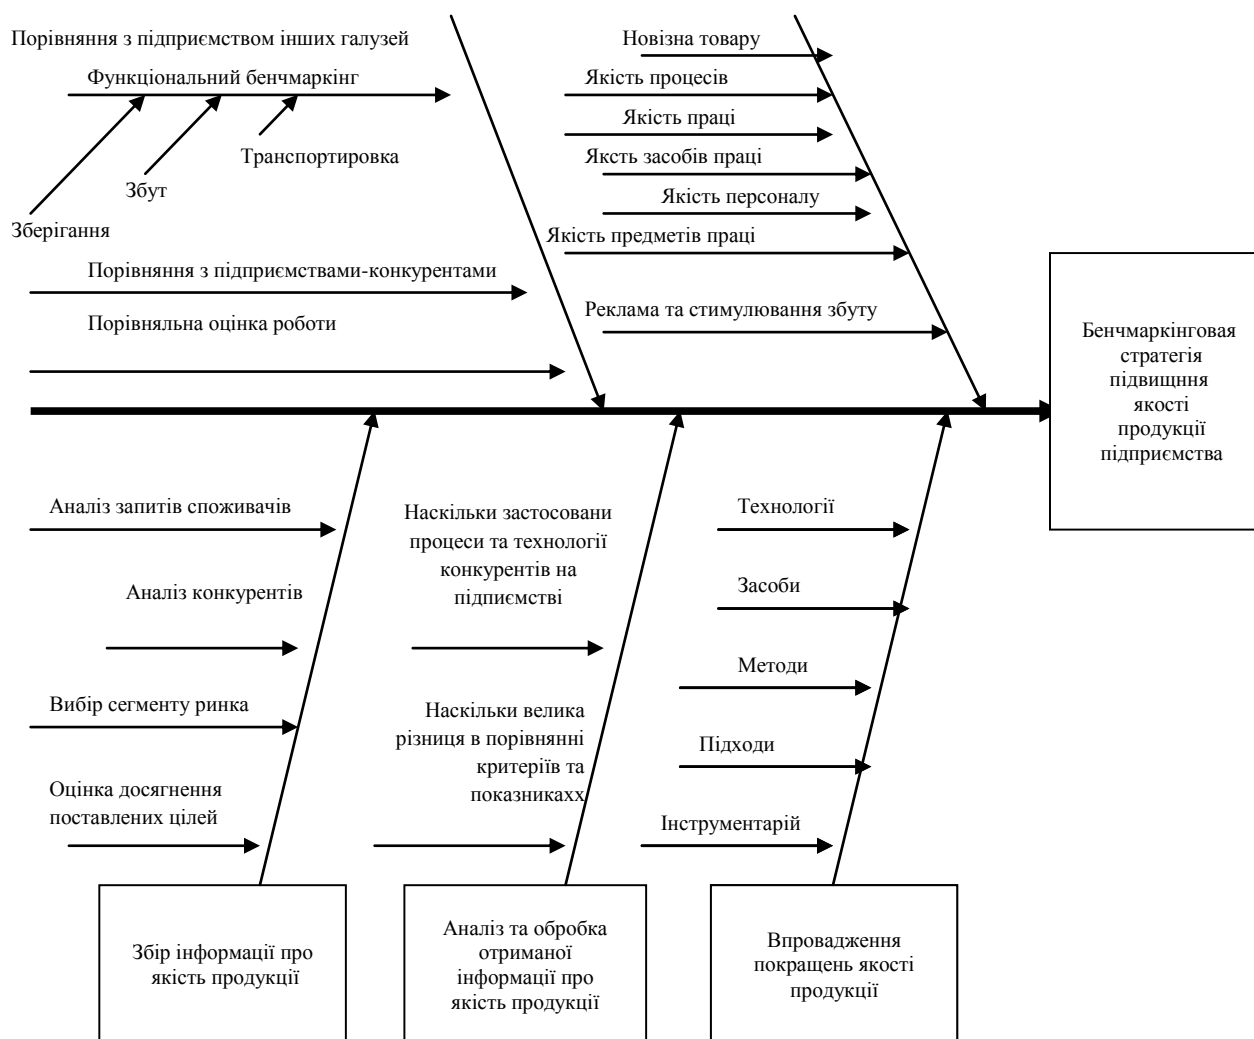 Порівняння з підприємством інших галузей
Функціональний бенчмаркінг
Транспортировка
Збут
Зберігання
Порівняння з підприємствами-конкурентами
Порівняльна оцінка роботи
Новізна товару
Якість процесів
Якість праці
Яксть засобів праці
Якість персоналу
Якість предметів праці
Реклама та стимулювання збуту
Бенчмаркінгова
стратегія
підвищння
якості
продукції
підприємства
Аналіз запитів споживачів
Аналіз конкурентів
Вибір сегменту ринка
Оцінка досягнення
поставлених цілей
Наскільки застосовани
процеси та технології
конкурентів на
підпиємстві
Наскільки велика
різниця в порівнянні
критеріїв та
показникахх
Технології
Засоби
Методи
Підходи
Інструментарій
Збір інформації про
якість продукції
Аналіз та обробка
отриманої
інформації про
якість продукції
Впровадження
покращень якості
продукції